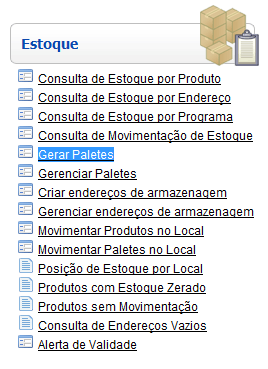 Estoque
Consulta de Estoque por Produto
Consulta de Estoque por Endereço
Consulta de Estoque por Programa
Consulta de Movimentação de Estoque
Gerar Paletes
Gerenciar Paletes
Criar endereços de armazenagem
Gerenciar endereços de armazenagem
Movimentar Produtos no Local
Movimentar Paletes no Local
Posição de Estoque por Local
Produtos com Estoque Zerado
Produtos sem Movimentação
Consulta de Endereços Vazios
Alerta de Validade